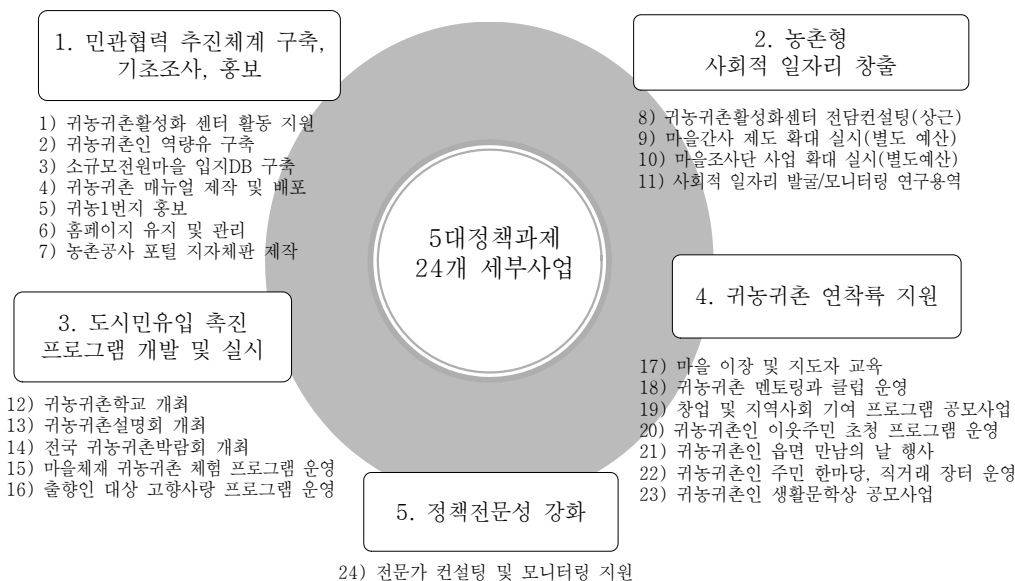 1. 민관협력 추진체계 구축,
기초조사, 홍보
1) 귀농귀촌활성화 센터 활동 지원
2) 귀농귀촌인 역량유 구축
3) 소규모전원마을 입지DB 구축
4) 귀농귀촌 매뉴얼 제작 및 배포
5) 귀농1번지 홍보
6) 홈페이지 유지 및 관리
7) 농촌공사 포털 지자체판 제작
2. 농촌형
사회적 일자리 창출
8) 귀농귀촌활성화센터 전담컨설팅(상근)
9) 마을간사 제도 확대 실시(별도 예산)
10) 마을조사단 사업 확대 실시(별도예산)
11) 사회적 일자리 발굴/모니터링 연구용역
5대정책과제
24개 세부사업
3. 도시민유입 촉진
프로그램 개발 및 실시
12) 귀농귀촌학교 개최
13) 귀농귀촌설명회 개최
14) 전국 귀농귀촌박람회 개최
15) 마을체재 귀농귀촌 체험 프로그램 운영
16) 출향인 대상 고향사랑 프로그램 운영
4. 귀농귀촌 연착륙 지원
17) 마을 이장 및 지도자 교육
18) 귀농귀촌 멘토링과 클럽 운영
19) 창업 및 지역사회 기여 프로그램 공모사업
20) 귀농귀촌인 이웃주민 초청 프로그램 운영
21) 귀농귀촌인 읍면 만남의 날 행사
22) 귀농귀촌인 주민 한마당, 직거래 장터 운영
23) 귀농귀촌인 생활문학상 공모사업
5. 정책전문성 강화
24) 전문가 컨설팅 및 모니터링 지원